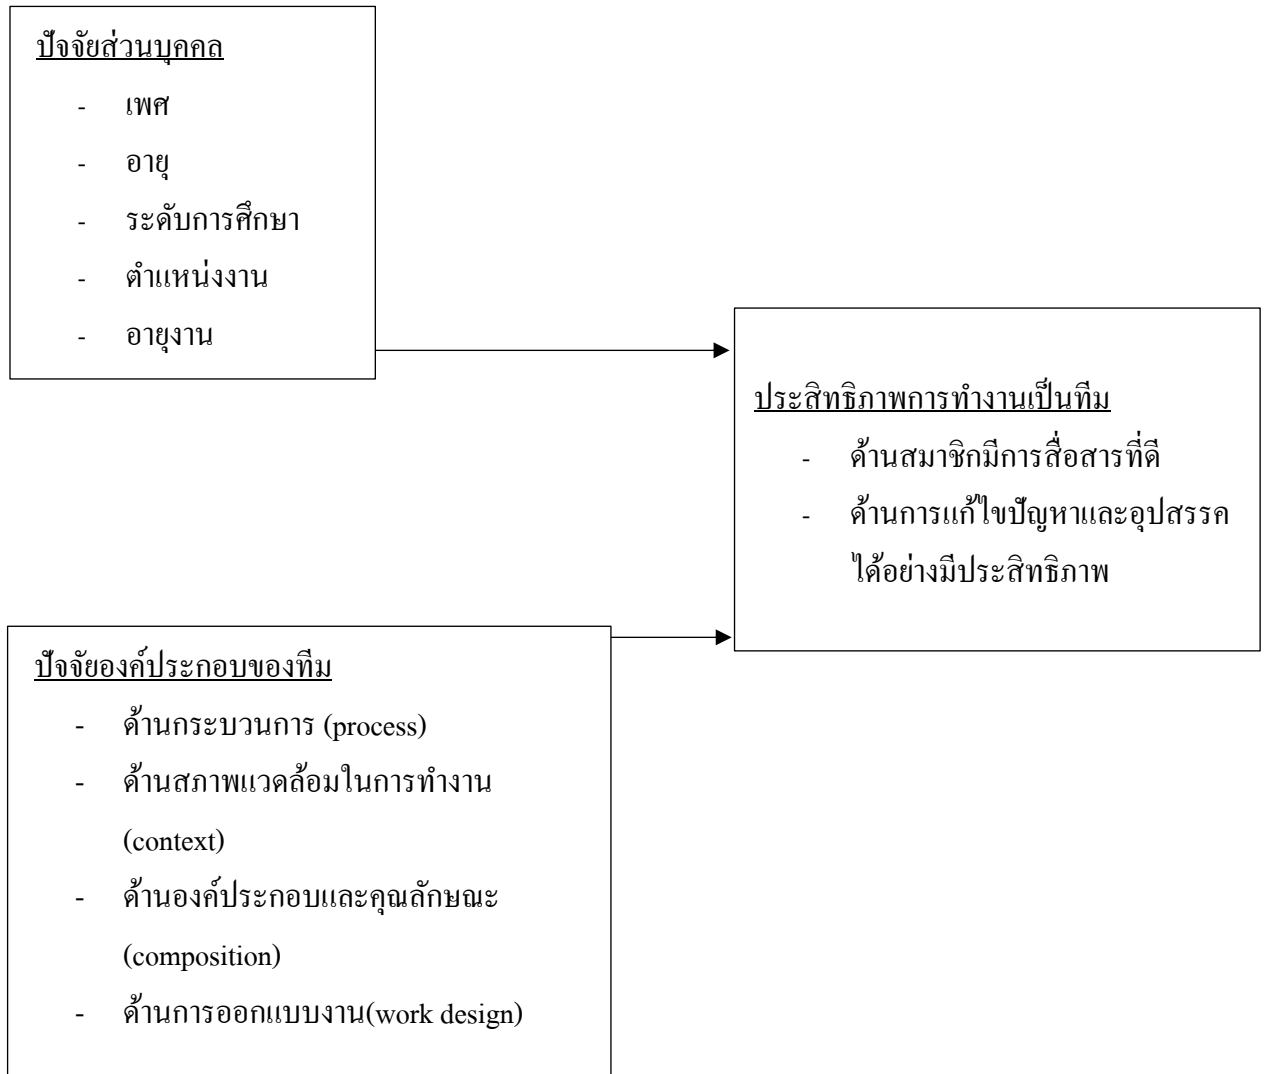 ปัจจัยส่วนบุคคล
- เพศ
- อายุ
- ระดับการศึกษา
- ตำแหน่งงาน
- อายุงาน
ประสิทธิภาพการทำงานเป็นทีม
- ด้านสมาชิกมีการสื่อสารที่ดี
- ด้านการแก้ไขปัญหาและอุปสรรค
ได้อย่างมีประสิทธิภาพ
ปัจจัยองค์ประกอบของทีม
- ด้านกระบวนการ (process)
- ด้านสภาพแวดล้อมในการทำงาน
(context)
- ด้านองค์ประกอบและคุณลักษณะ
(composition)
- ด้านการออกแบบงาน(work design)